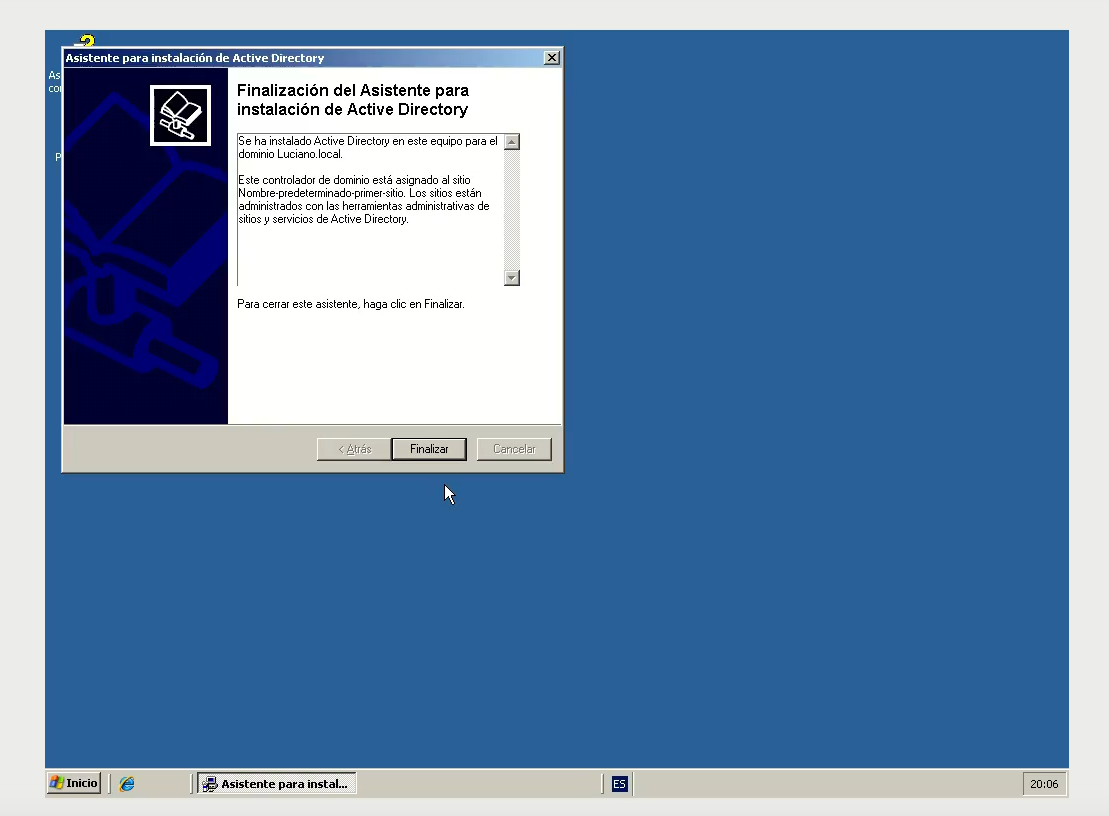 Asistente para instalación de Active Directory
As
co
P
Finalización del Asistente para
instalación de Active Directory
Se ha instalado Active Directory en este equipo para el
dominio Luciano.local.
Este controlador de dominio está asignado al sitio
Nombre-predeterminado-primer-sitio. Los sitios están
administrados con las herramientas administrativas de
sitios y servicios de Active Directory.
Para cerrar este asistente, haga clic en Finalizar.
< Atrás
Finalizar
Cancelar
Inicio
Asistente para instal...
ES
20:06